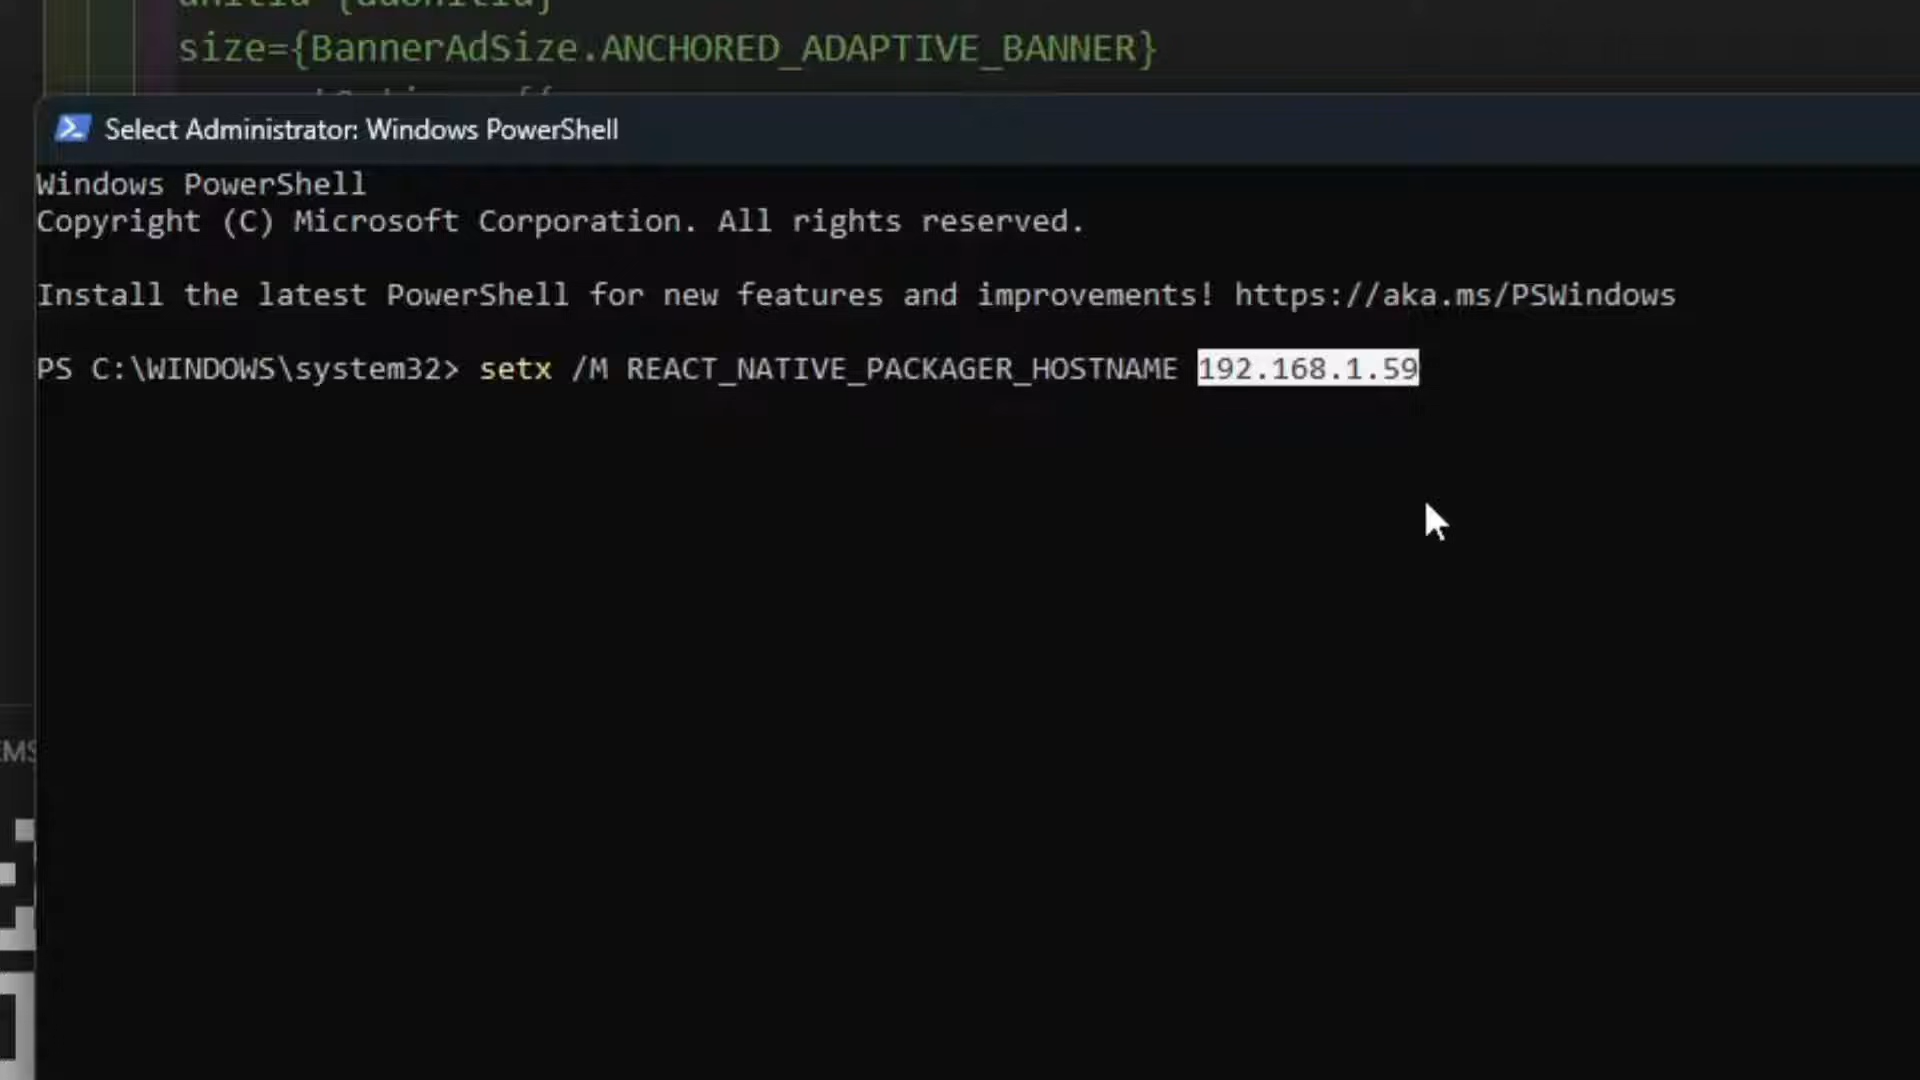 size={BannerAdSize.ANCHORED_ADAPTIVE_BANNER}
Select Administrator: Windows PowerShell
Windows PowerShell
Copyright (C) Microsoft Corporation. All rights reserved.
Install the latest PowerShell for new features and improvements! https://aka.ms/PSWindows
PS C:\WINDOWS\system32> setx /M REACT_NATIVE_PACKAGER_HOSTNAME 192.168.1.59